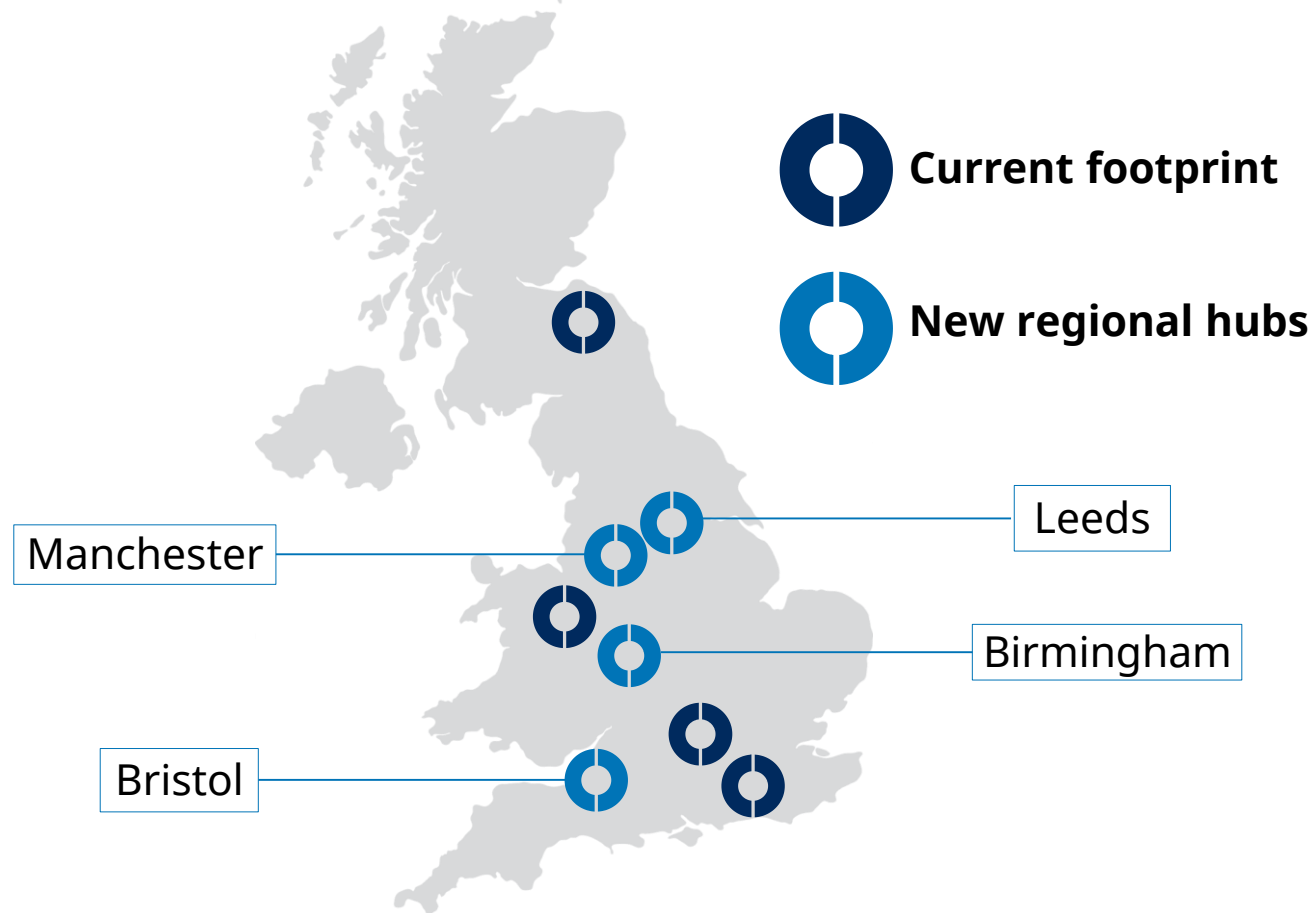 Current footprint
New regional hubs
Leeds
Manchester
Birmingham
Bristol